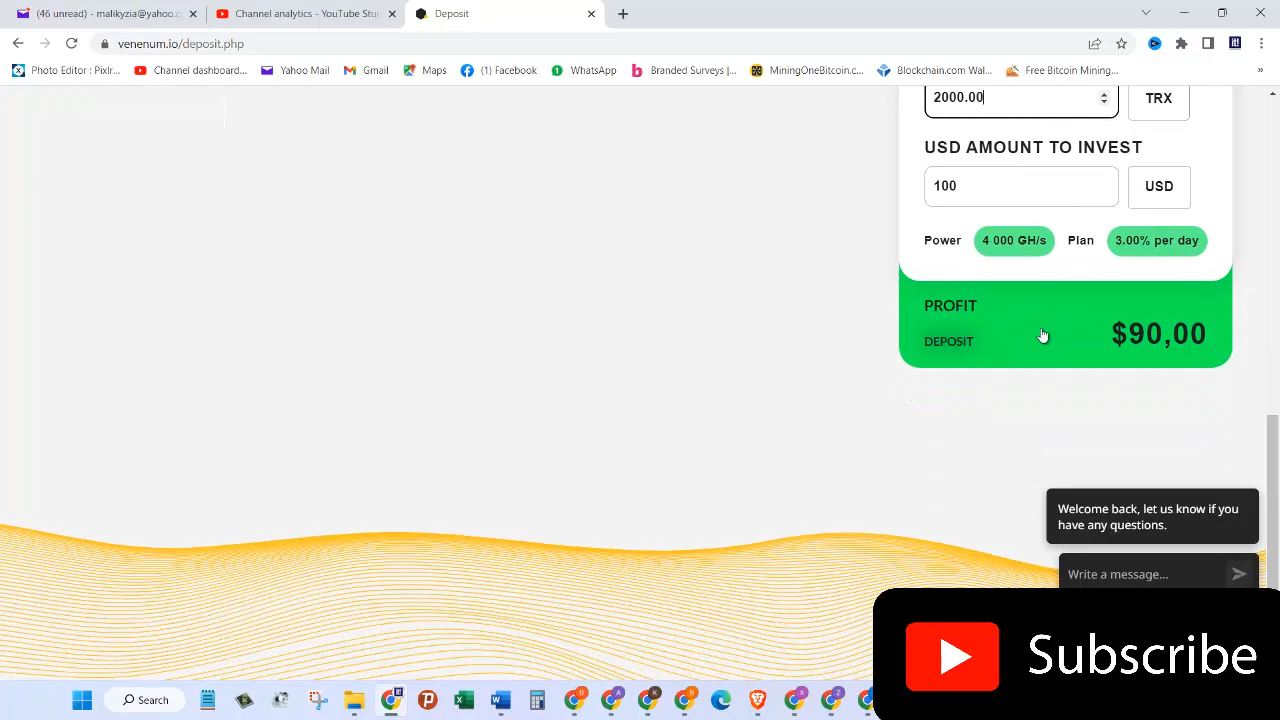 (46 unread) - malikyzia@yahoo.c
Channel analytics - YouTube Stu
Deposit
venenum.io/deposit.php
Photo Editor : Pixlr...
Channel dashboard...
Yahoo Mail
Gmail
Maps
(1) Facebook
WhatsApp
Branded Surveys |...
MiningOneBitcoin.c...
Blockchain.com Wal...
Free Bitcoin Mining...
»
2000.00
TRX
USD AMOUNT TO INVEST
100
USD
Power
4 000 GH/s
Plan
3.00% per day
PROFIT
DEPOSIT
$90,00
Welcome back, let us know if you
have any questions.
Write a message...
Subscribe
Search